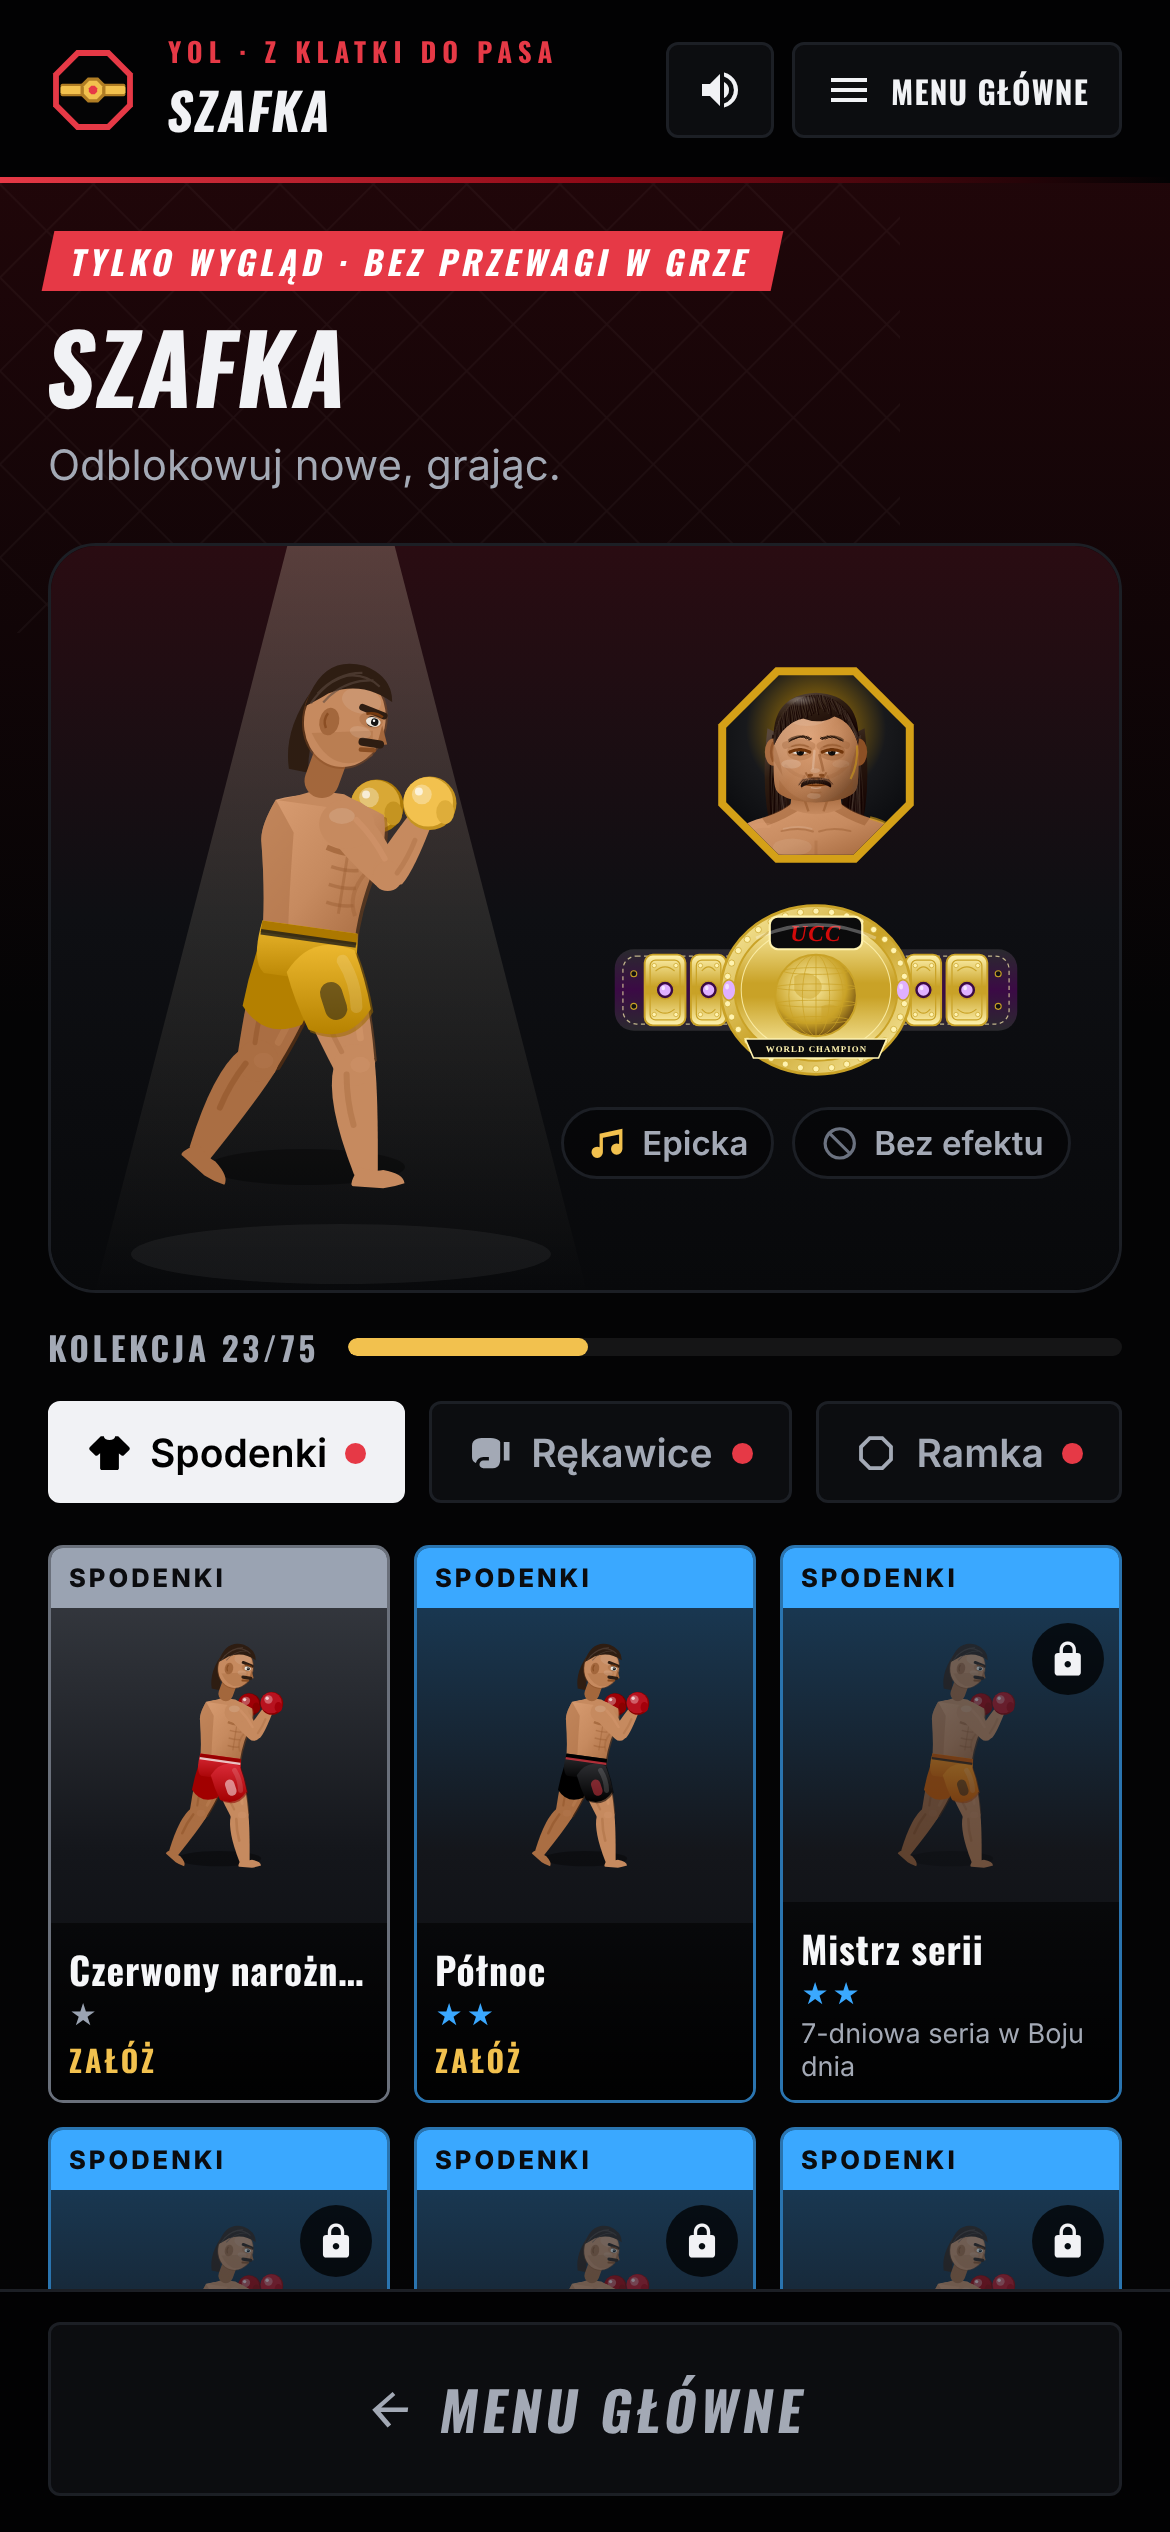 YOL · Z KLATKI DO PASA
SZAFKA
MENU GŁÓWNE
TYLKO WYGLĄD · BEZ PRZEWAGI W GRZE
SZAFKA
Odblokowuj nowe, grając.
UCC
WORLD CHAMPION
Epicka
Bez efektu
KOLEKCJA 23/75
Spodenki
Rękawice
Ramka
SPODENKI
SPODENKI
SPODENKI
Czerwony narożn...
ZAŁÓŻ
Północ
ZAŁÓŻ
Mistrz serii
7-dniowa seria w Boju
dnia
SPODENKI
SPODENKI
SPODENKI
MENU GŁÓWNE